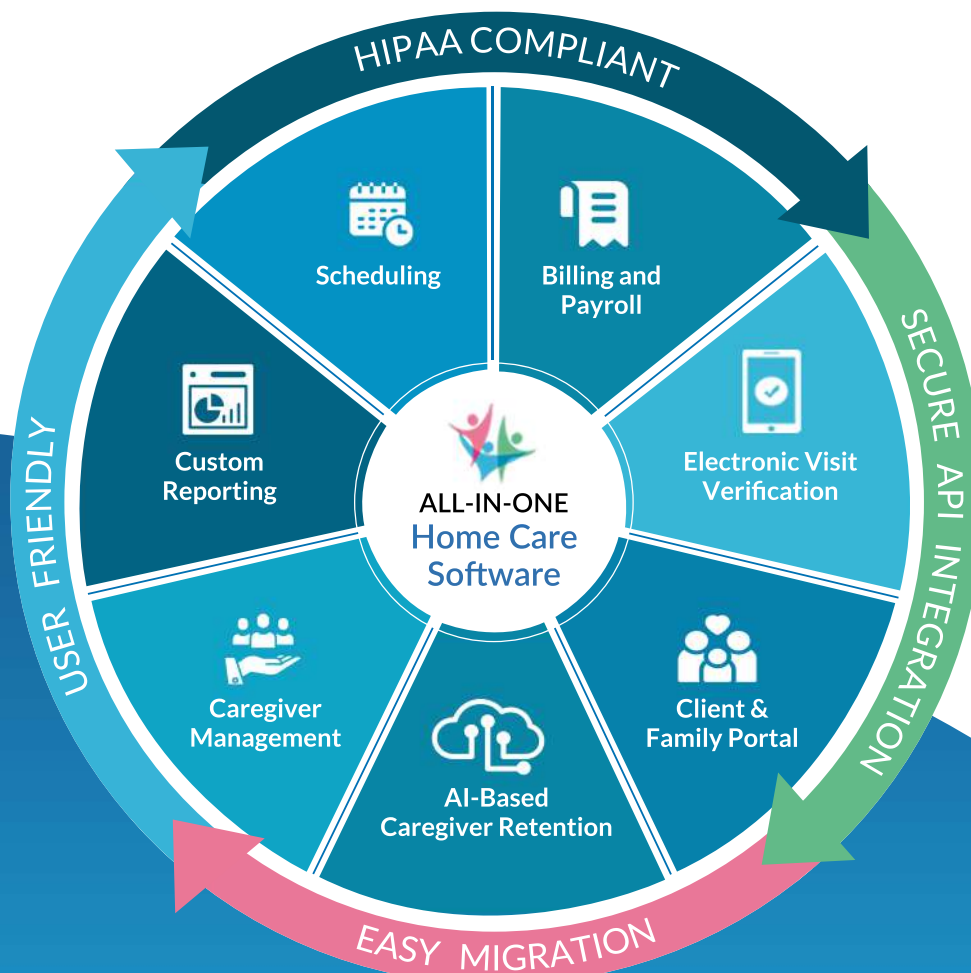 HIPAA COMPLIANT
Scheduling
Billing and
Payroll
SECURE API INTEGRATION
Custom
Reporting
ALL-IN-ONE
Home Care
Software
Electronic Visit
Verification
USER FRIENDLY
Caregiver
Management
AI-Based
Caregiver Retention
Client &
Family Portal
EASY MIGRATION